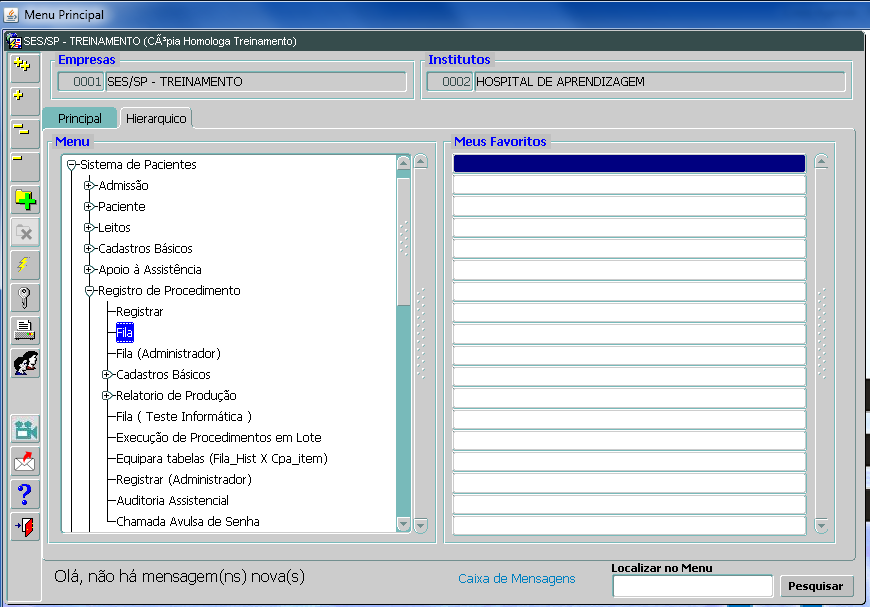 Menu Principal
SES/SP - TREINAMENTO (CÃ³pia Homologa Treinamento)
Empresas
0001 SES/SP - TREINAMENTO
Institutos
0002 HOSPITAL DE APRENDIZAGEM
Principal
Hierarquico
Menu
Sistema de Pacientes
Admissão
Paciente
Leitos
Cadastros Básicos
Apoio à Assistência
Registro de Procedimento
Registrar
Fila
Fila (Administrador)
Cadastros Básicos
Relatorio de Produção
Fila ( Teste Informática )
Execução de Procedimentos em Lote
Equipara tabelas (Fila_Hist X Cpa_item)
Registrar (Administrador)
Auditoria Assistencial
Chamada Avulsa de Senha
Meus Favoritos
Olá, não há mensagem(ns) nova(s)
Caixa de Mensagens
Localizar no Menu
Pesquisar